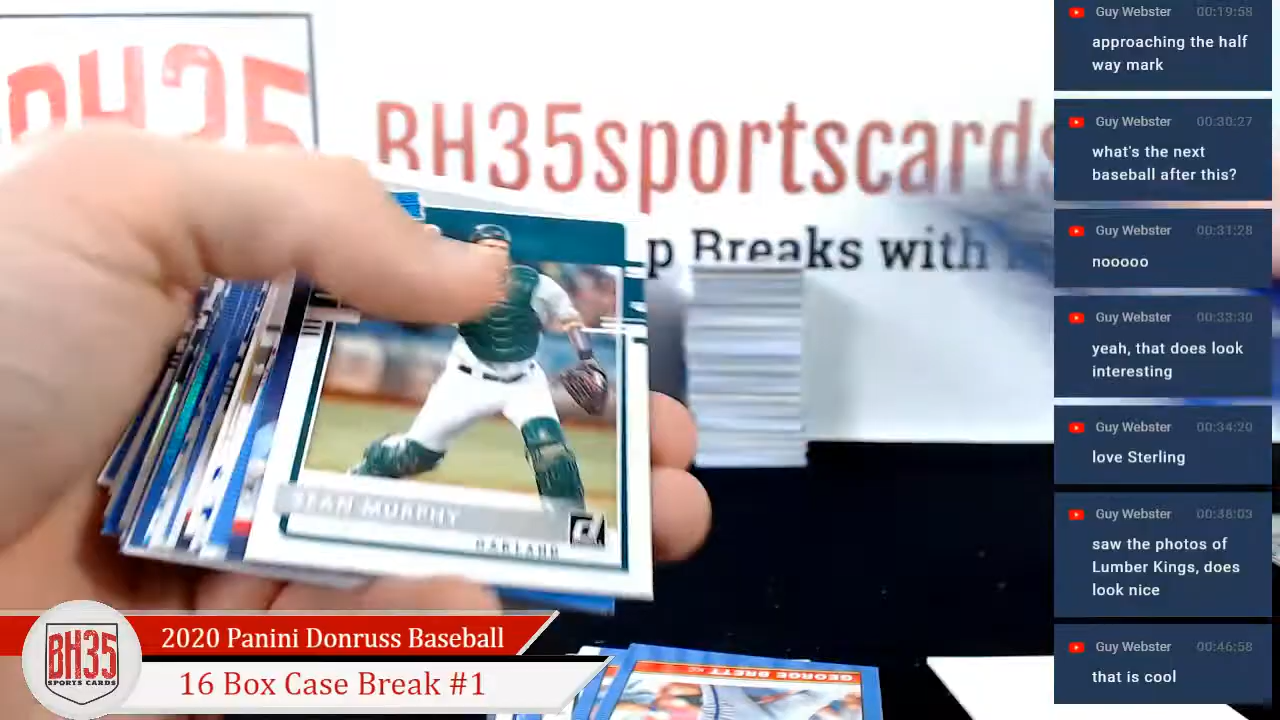 BH35
BH35sportscards
p Breaks with
SEAN MURPHY
OAKLAND
GEORGE BRETT
BH35
SPORTS CARDS
2020 Panini Donruss Baseball
16 Box Case Break #1
Guy Webster 00:19:58
approaching the half
way mark
Guy Webster 00:30:27
what's the next
baseball after this?
Guy Webster 00:31:28
nooooo
Guy Webster 00:33:30
yeah, that does look
interesting
Guy Webster 00:34:20
love Sterling
Guy Webster 00:38:03
saw the photos of
Lumber Kings, does
look nice
Guy Webster 00:46:58
that is cool